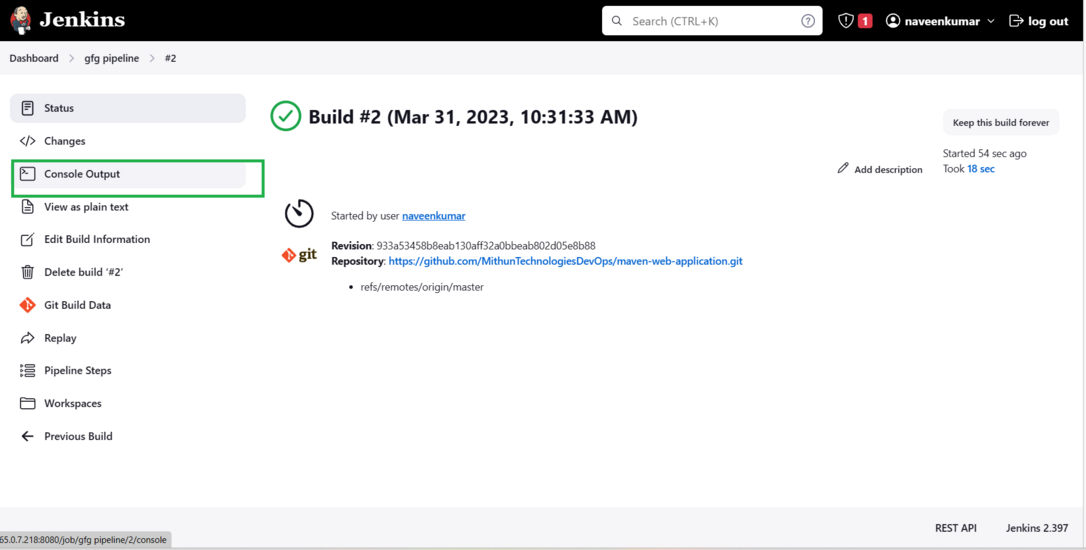 Jenkins
Search (CTRL+K)
1
naveenkumar
log out
Dashboard > gfg pipeline > #2
Status
Changes
Console Output
View as plain text
Edit Build Information
Delete build '#2'
Git Build Data
Replay
Pipeline Steps
Workspaces
Previous Build
Build #2 (Mar 31, 2023, 10:31:33 AM)
Keep this build forever
Add description
Started 54 sec ago
Took 18 sec
Started by user naveenkumar
git
Revision: 933a53458b8eab130aff32a0bbeab802d05e8b88
Repository: https://github.com/MithunTechnologiesDevOps/maven-web-application.git
• refs/remotes/origin/master
REST API
Jenkins 2.397
65.0.7.218:8080/job/gfg pipeline/2/console